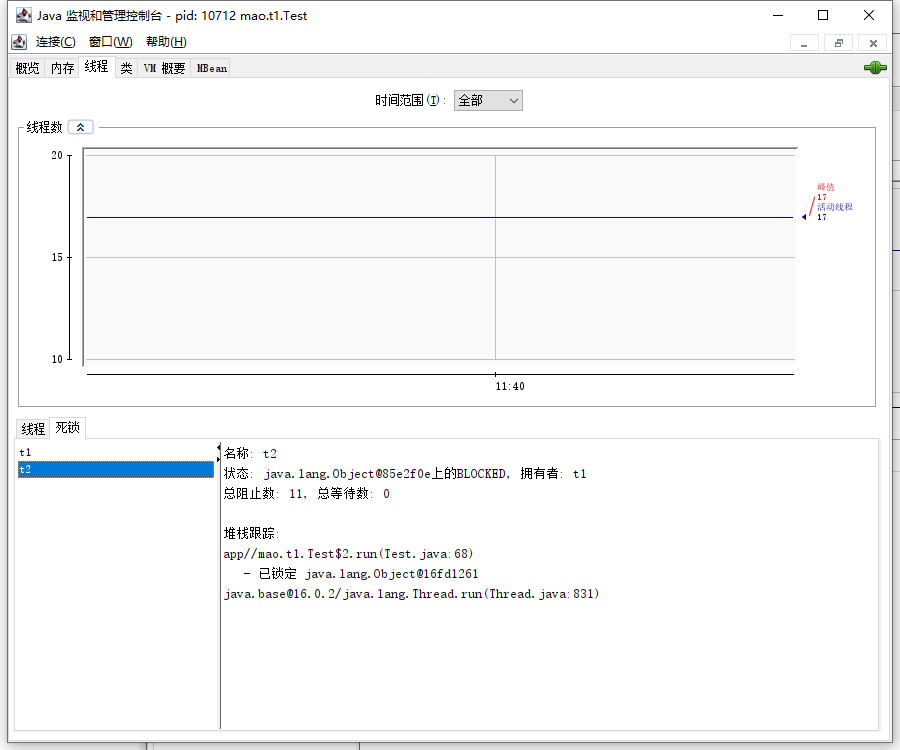 Java 监视和管理控制台 - pid: 10712 mao.t1.Test
连接(C) 窗口(W) 帮助(H)
概览 内存 线程 类 VM 概要 MBean
时间范围(I): 全部
线程数
20
15
10
峰值
17
活动线程
17
11:40
线程 死锁
t1
t2
名称: t2
状态: java.lang.Object@85e2f0e上的BLOCKED, 拥有者: t1
总阻止数: 11, 总等待数: 0
堆栈跟踪:
app//mao.t1.Test$2.run(Test.java:68)
- 已锁定 java.lang.Object@16fd1261
java.base@16.0.2/java.lang.Thread.run(Thread.java:831)